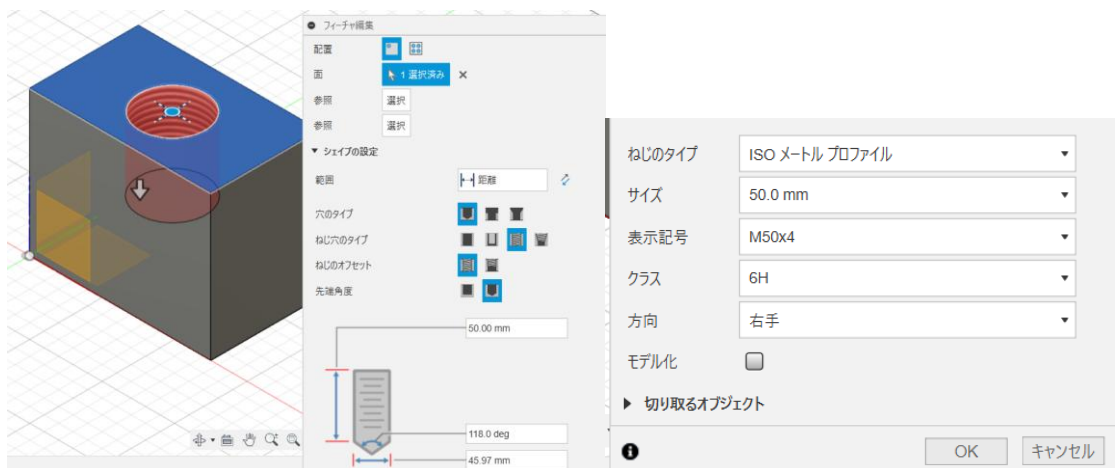 フィーチャ編集
配置
面 1 選択済み
参照 選択
参照 選択
シェイプの設定
範囲 距離
穴のタイプ
ねじ穴のタイプ
ねじのオフセット
先端角度
50.00 mm
118.0 deg
45.97 mm
ねじのタイプ ISO メートル プロファイル
サイズ 50.0 mm
表示記号 M50x4
クラス 6H
方向 右手
モデル化
切り取るオブジェクト
OK キャンセル